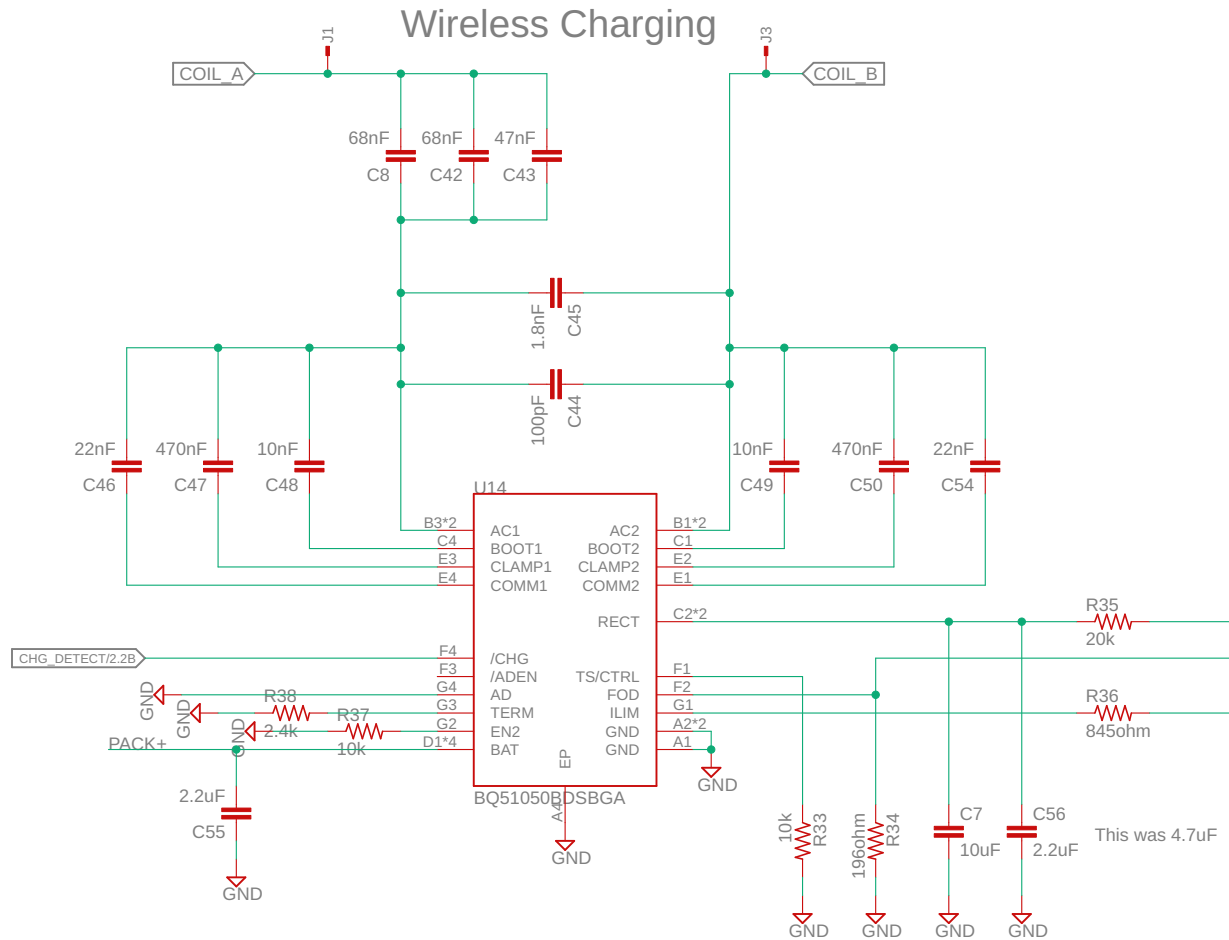 Wireless Charging
J1
J3
COIL_A
COIL_B
68nF
68nF
47nF
C8
C42
C43
1.8nF
C45
100pF
C44
22nF
470nF
10nF
10nF
470nF
22nF
C46
C47
C48
C49
C50
C54
U14
B3*2
AC1
AC2
B1*2
C4
BOOT1
BOOT2
C1
E3
CLAMP1
CLAMP2
E2
E4
COMM1
COMM2
E1
RECT
C2*2
R35
20k
CHG_DETECT/2.2B
F4
/CHG
F3
/ADEN
TS/CTRL
F1
GND
G4
AD
FOD
F2
GND
R38
2.4k
G3
TERM
ILIM
G1
R36
845ohm
GND
R37
10k
G2
EN2
GND
A2*2
PACK+
D1*4
BAT
GND
A1
EP
GND
BQ51050BDSBGA
A4
GND
2.2uF
C55
GND
10k
R33
196ohm
R34
C7
10uF
C56
2.2uF
This was 4.7uF
GND
GND
GND
GND